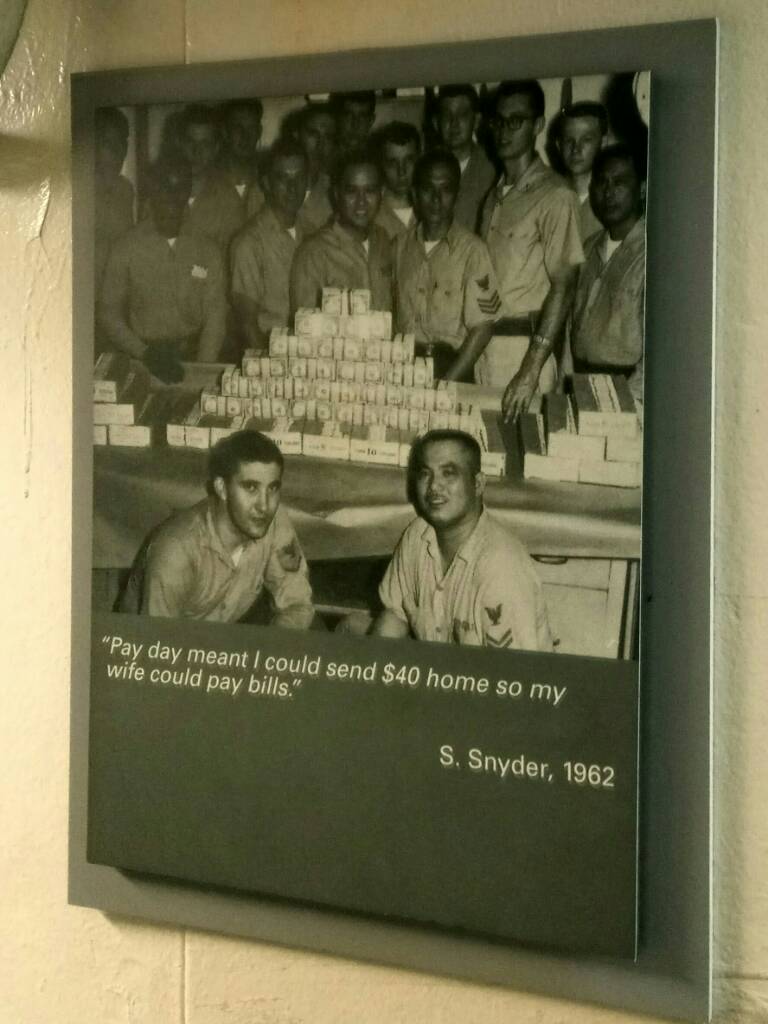 "Pay day meant I could send $40 home so my
wife could pay bills."
S. Snyder, 1962